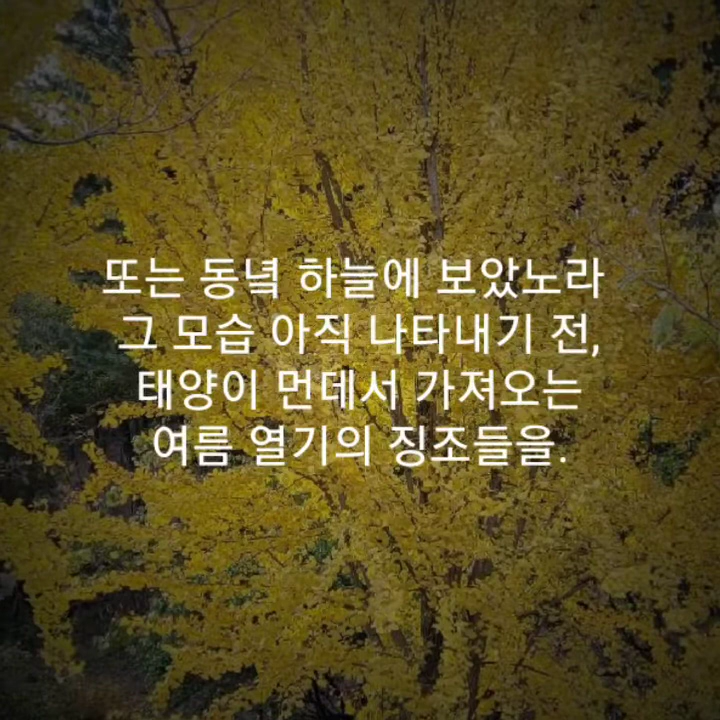 또는 동녘 하늘에 보았노라
그 모습 아직 나타내기 전,
태양이 먼데서 가져오는
여름 열기의 징조들을.